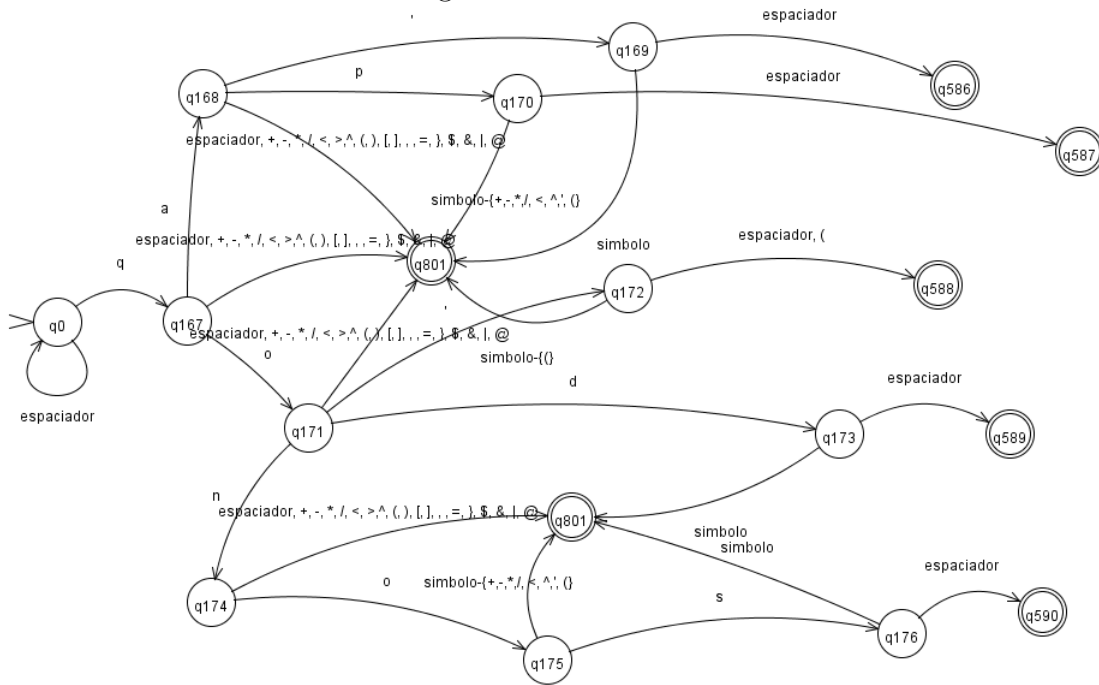 '
espaciador
q169
p
espaciador
q168
q170
q586
espaciador, +, -, *, /, <, >,^, (, ), [, ], , , =, }, $, &, |, @
q587
simbolo-{+,-,*,/, <, ^,', (}
a
espaciador, +, -, *, /, <, >,^, (, ), [, ], , , =, }, $, &, |, @
simbolo
espaciador, (
q
q801
q172
q588
q0
q167
'
espaciador, +, -, *, /, <, >,^, (, ), [, ], , , =, }, $, &, |, @
o
simbolo-{(}
d
espaciador
espaciador
q171
q173
q589
n
espaciador, +, -, *, /, <, >,^, (, ), [, ], , , =, }, $, &, |, @
q801
simbolo
simbolo
o
simbolo-{+,-,*,/, <, ^,', (}
espaciador
s
q174
q590
q176
q175